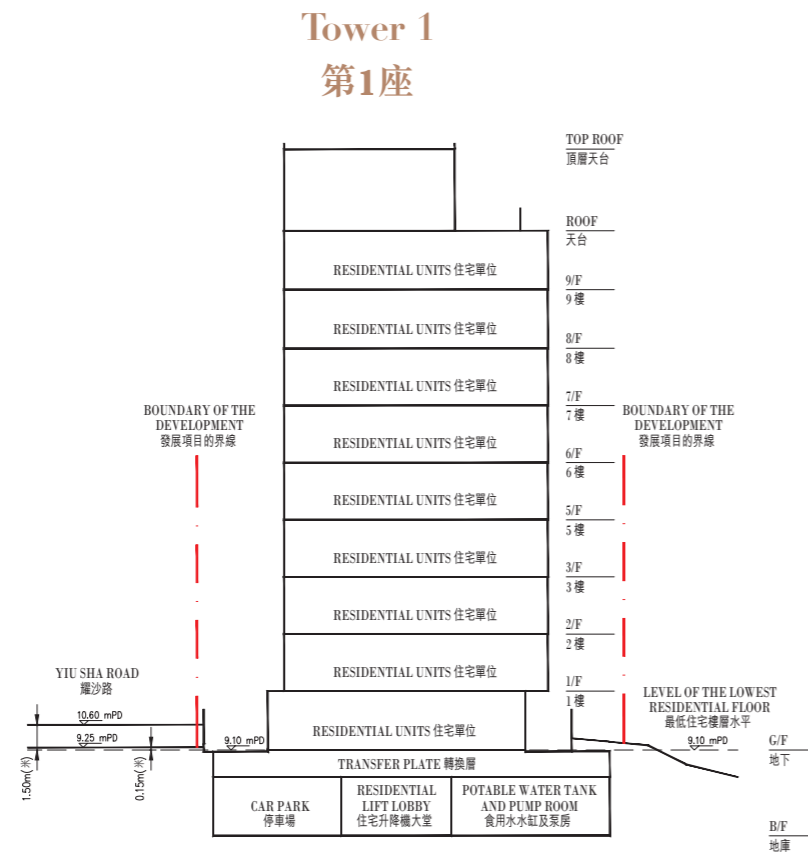 Tower 1
第1座
TOP ROOF
頂層天台
ROOF
天台
RESIDENTIAL UNITS 住宅單位
9/F
9 樓
RESIDENTIAL UNITS 住宅單位
8/F
8 樓
RESIDENTIAL UNITS 住宅單位
7/F
7 樓
BOUNDARY OF THE
DEVELOPMENT
發展項目的界線
BOUNDARY OF THE
DEVELOPMENT
發展項目的界線
RESIDENTIAL UNITS 住宅單位
6/F
6 樓
RESIDENTIAL UNITS 住宅單位
5/F
5 樓
RESIDENTIAL UNITS 住宅單位
3/F
3 樓
RESIDENTIAL UNITS 住宅單位
2/F
2 樓
RESIDENTIAL UNITS 住宅單位
1/F
1 樓
YIU SHA ROAD
耀沙路
10.60 mPD
9.25 mPD
1.50m(米)
0.15m(米)
9.10 mPD
RESIDENTIAL UNITS 住宅單位
LEVEL OF THE LOWEST
RESIDENTIAL FLOOR
最低住宅樓層水平
9.10 mPD
G/F
地下
TRANSFER PLATE 轉換層
CAR PARK
停車場
RESIDENTIAL
LIFT LOBBY
住宅升降機大堂
POTABLE WATER TANK
AND PUMP ROOM
食用水水缸及泵房
B/F
地庫